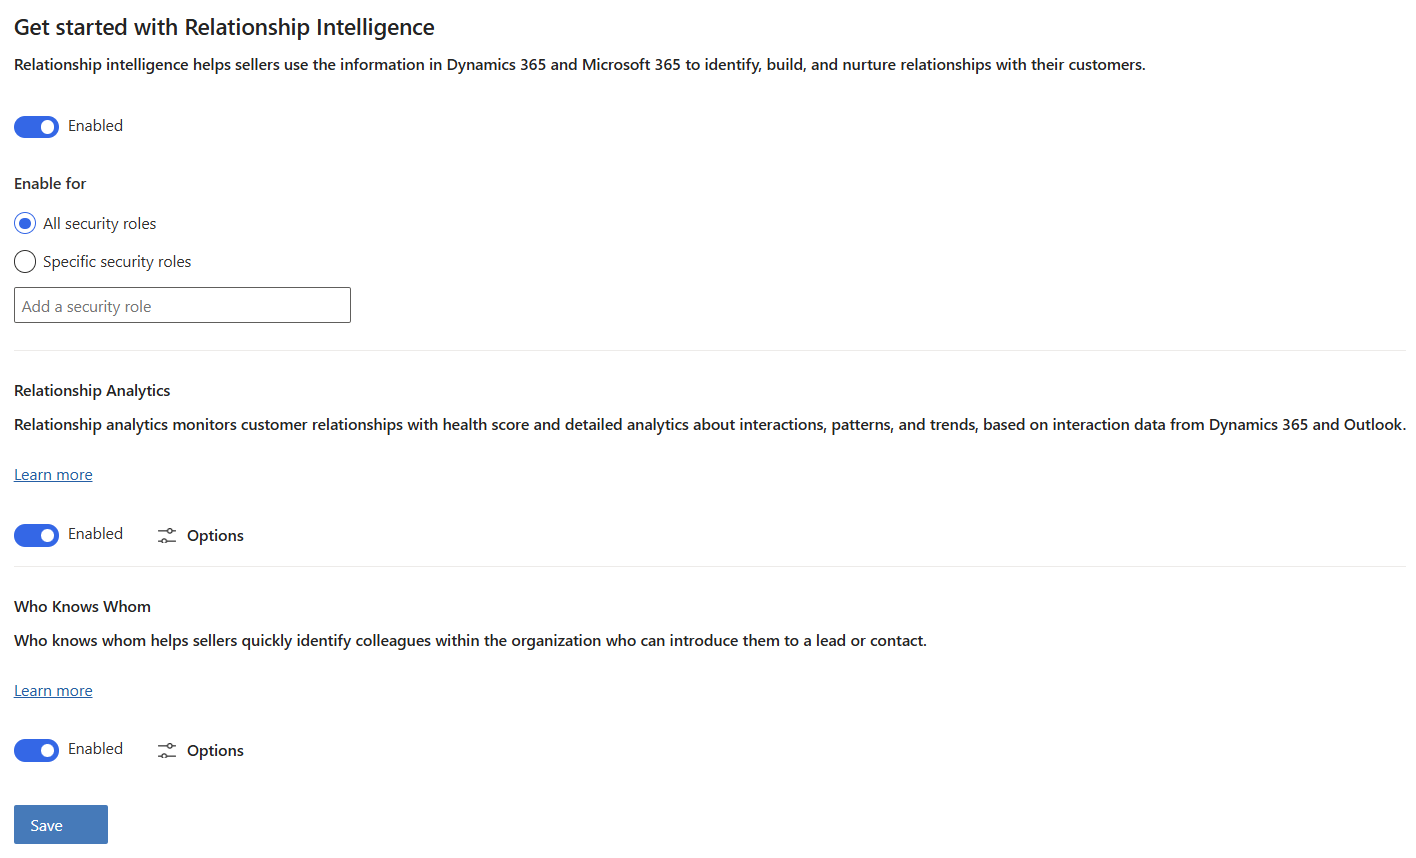 Get started with Relationship Intelligence
Relationship intelligence helps sellers use the information in Dynamics 365 and Microsoft 365 to identify, build, and nurture relationships with their customers.
Enabled
Enable for
All security roles
Specific security roles
Add a security role
Relationship Analytics
Relationship analytics monitors customer relationships with health score and detailed analytics about interactions, patterns, and trends, based on interaction data from Dynamics 365 and Outlook.
Learn more
Enabled Options
Who Knows Whom
Who knows whom helps sellers quickly identify colleagues within the organization who can introduce them to a lead or contact.
Learn more
Enabled Options
Save